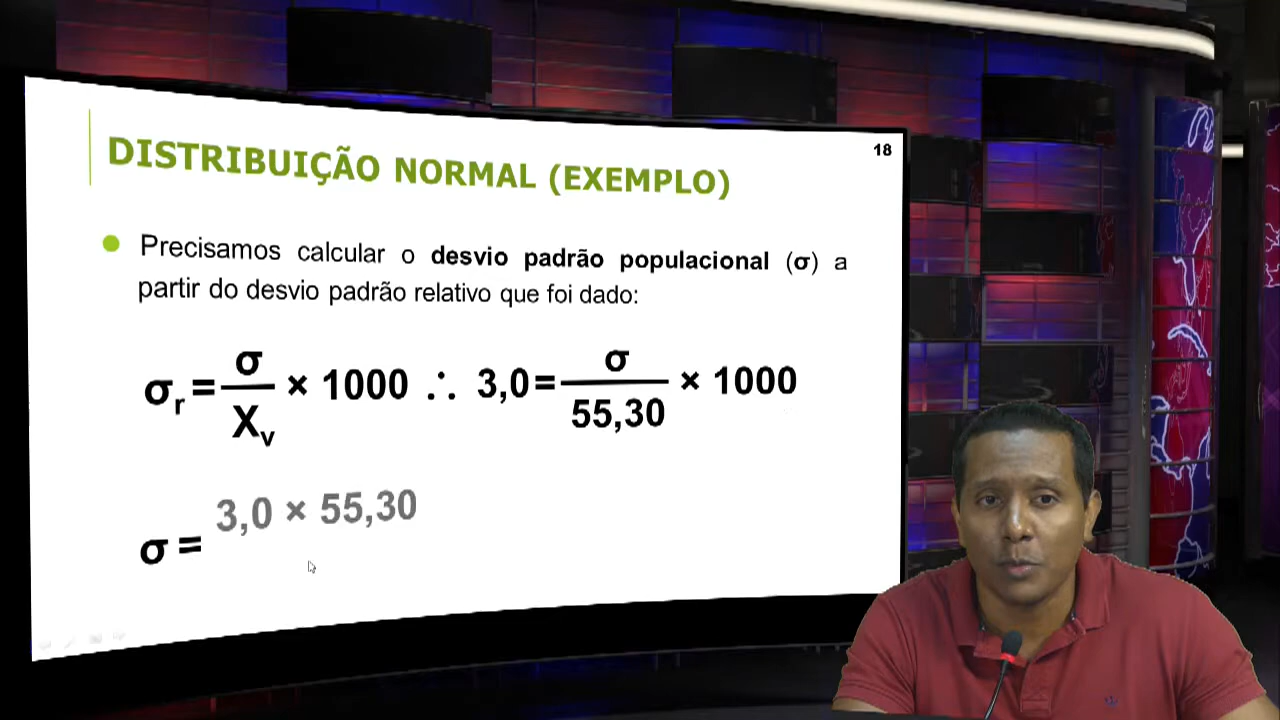 18
DISTRIBUIÇÃO NORMAL (EXEMPLO)
Precisamos calcular o desvio padrão populacional (σ) a
partir do desvio padrão relativo que foi dado:
σr = σ / Xv × 1000 ∴ 3,0 = σ / 55,30 × 1000
σ = 3,0 × 55,30